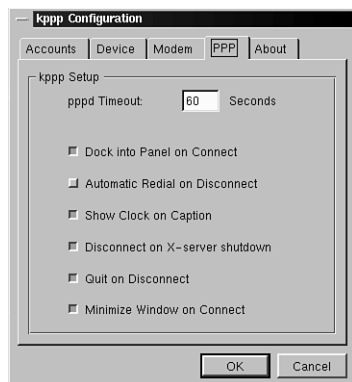 kppp Configuration
Accounts Device Modem PPP About
kppp Setup
pppd Timeout: 60 Seconds
Dock into Panel on Connect
Automatic Redial on Disconnect
Show Clock on Caption
Disconnect on X-server shutdown
Quit on Disconnect
Minimize Window on Connect
OK Cancel